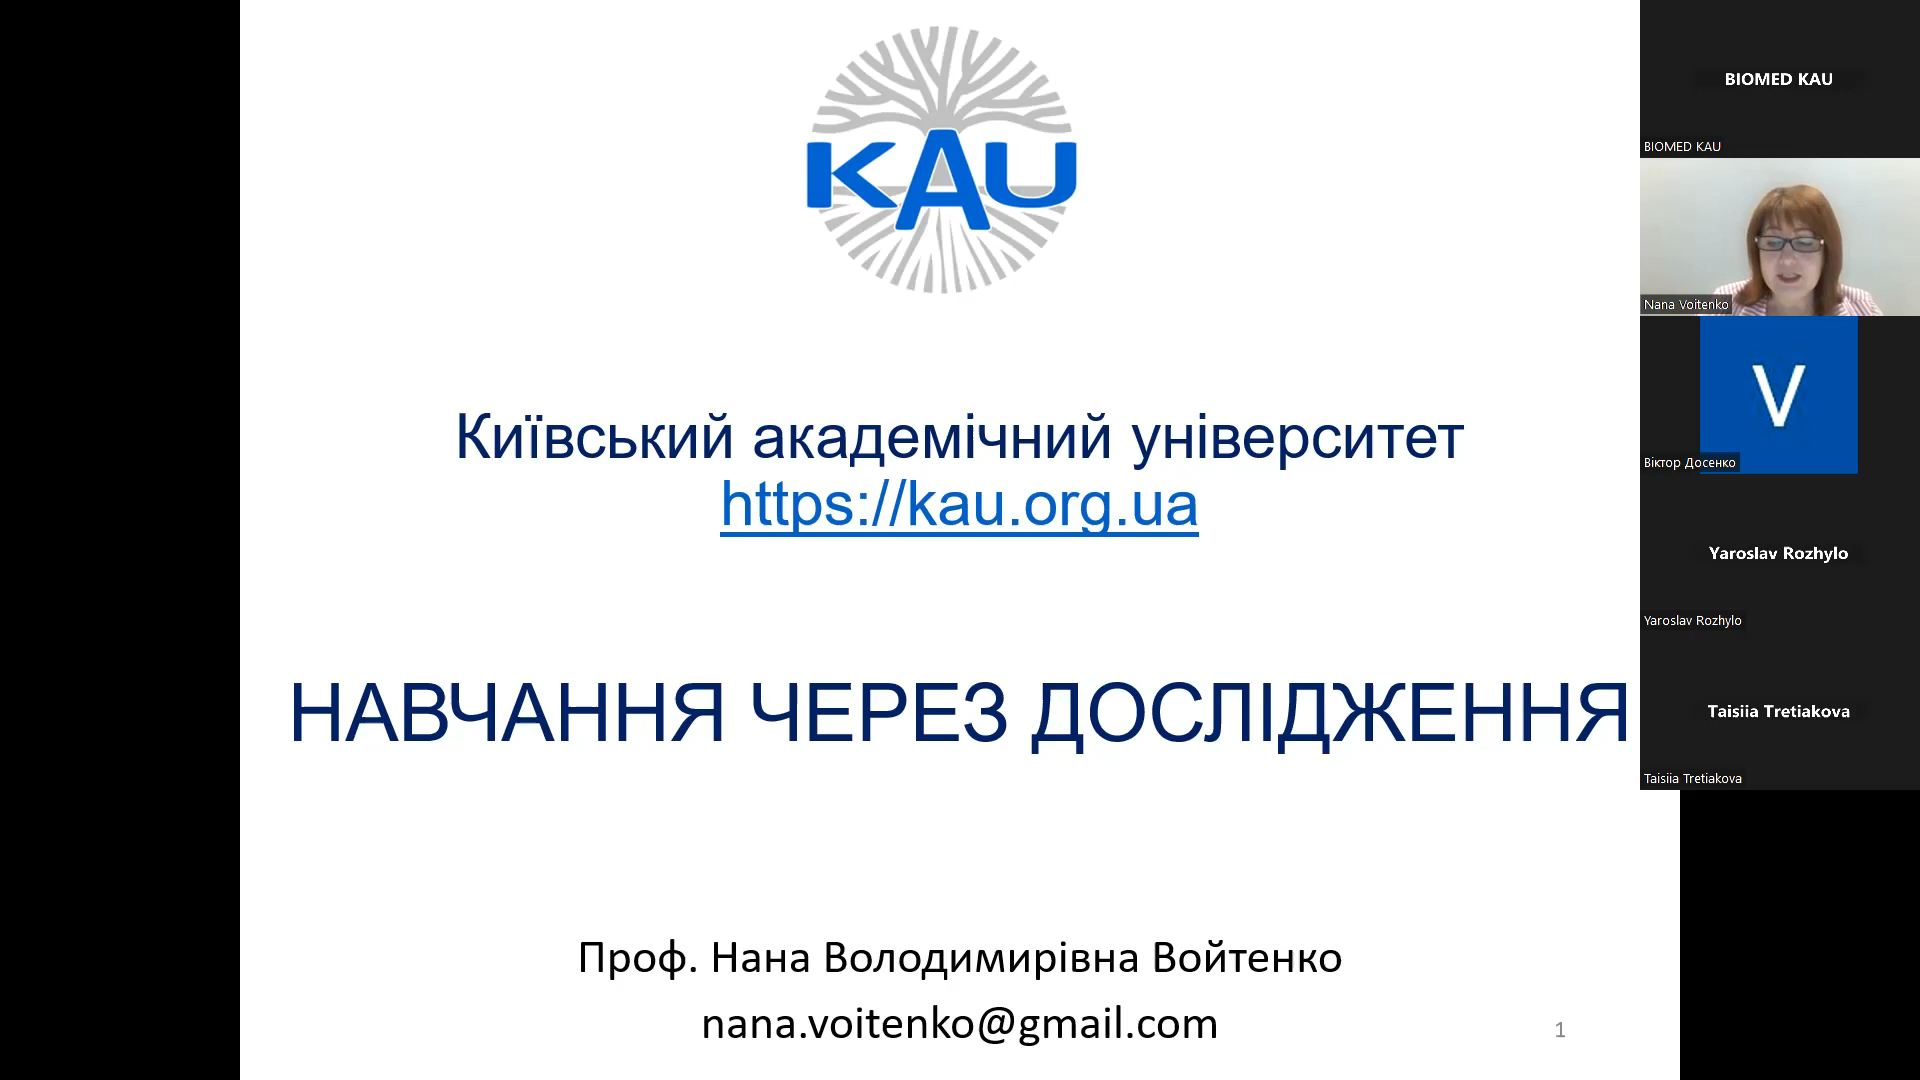 KAU
Київський академічний університет
https://kau.org.ua
НАВЧАННЯ ЧЕРЕЗ ДОСЛІДЖЕННЯ
Проф. Нана Володимирівна Войтенко
nana.voitenko@gmail.com
1
BIOMED KAU
BIOMED KAU
Nana Voitenko
V
Віктор Досенко
Yaroslav Rozhylo
Yaroslav Rozhylo
Taisiia Tretiakova
Taisiia Tretiakova